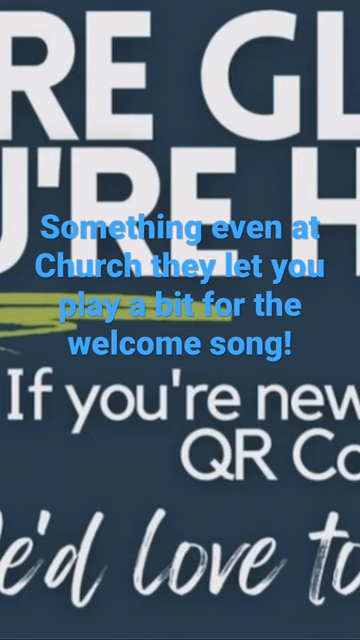 RE GL
U'RE H
Something even at
Church they let you
play a bit for the
welcome song!
If you're new
QR Co
e'd love to